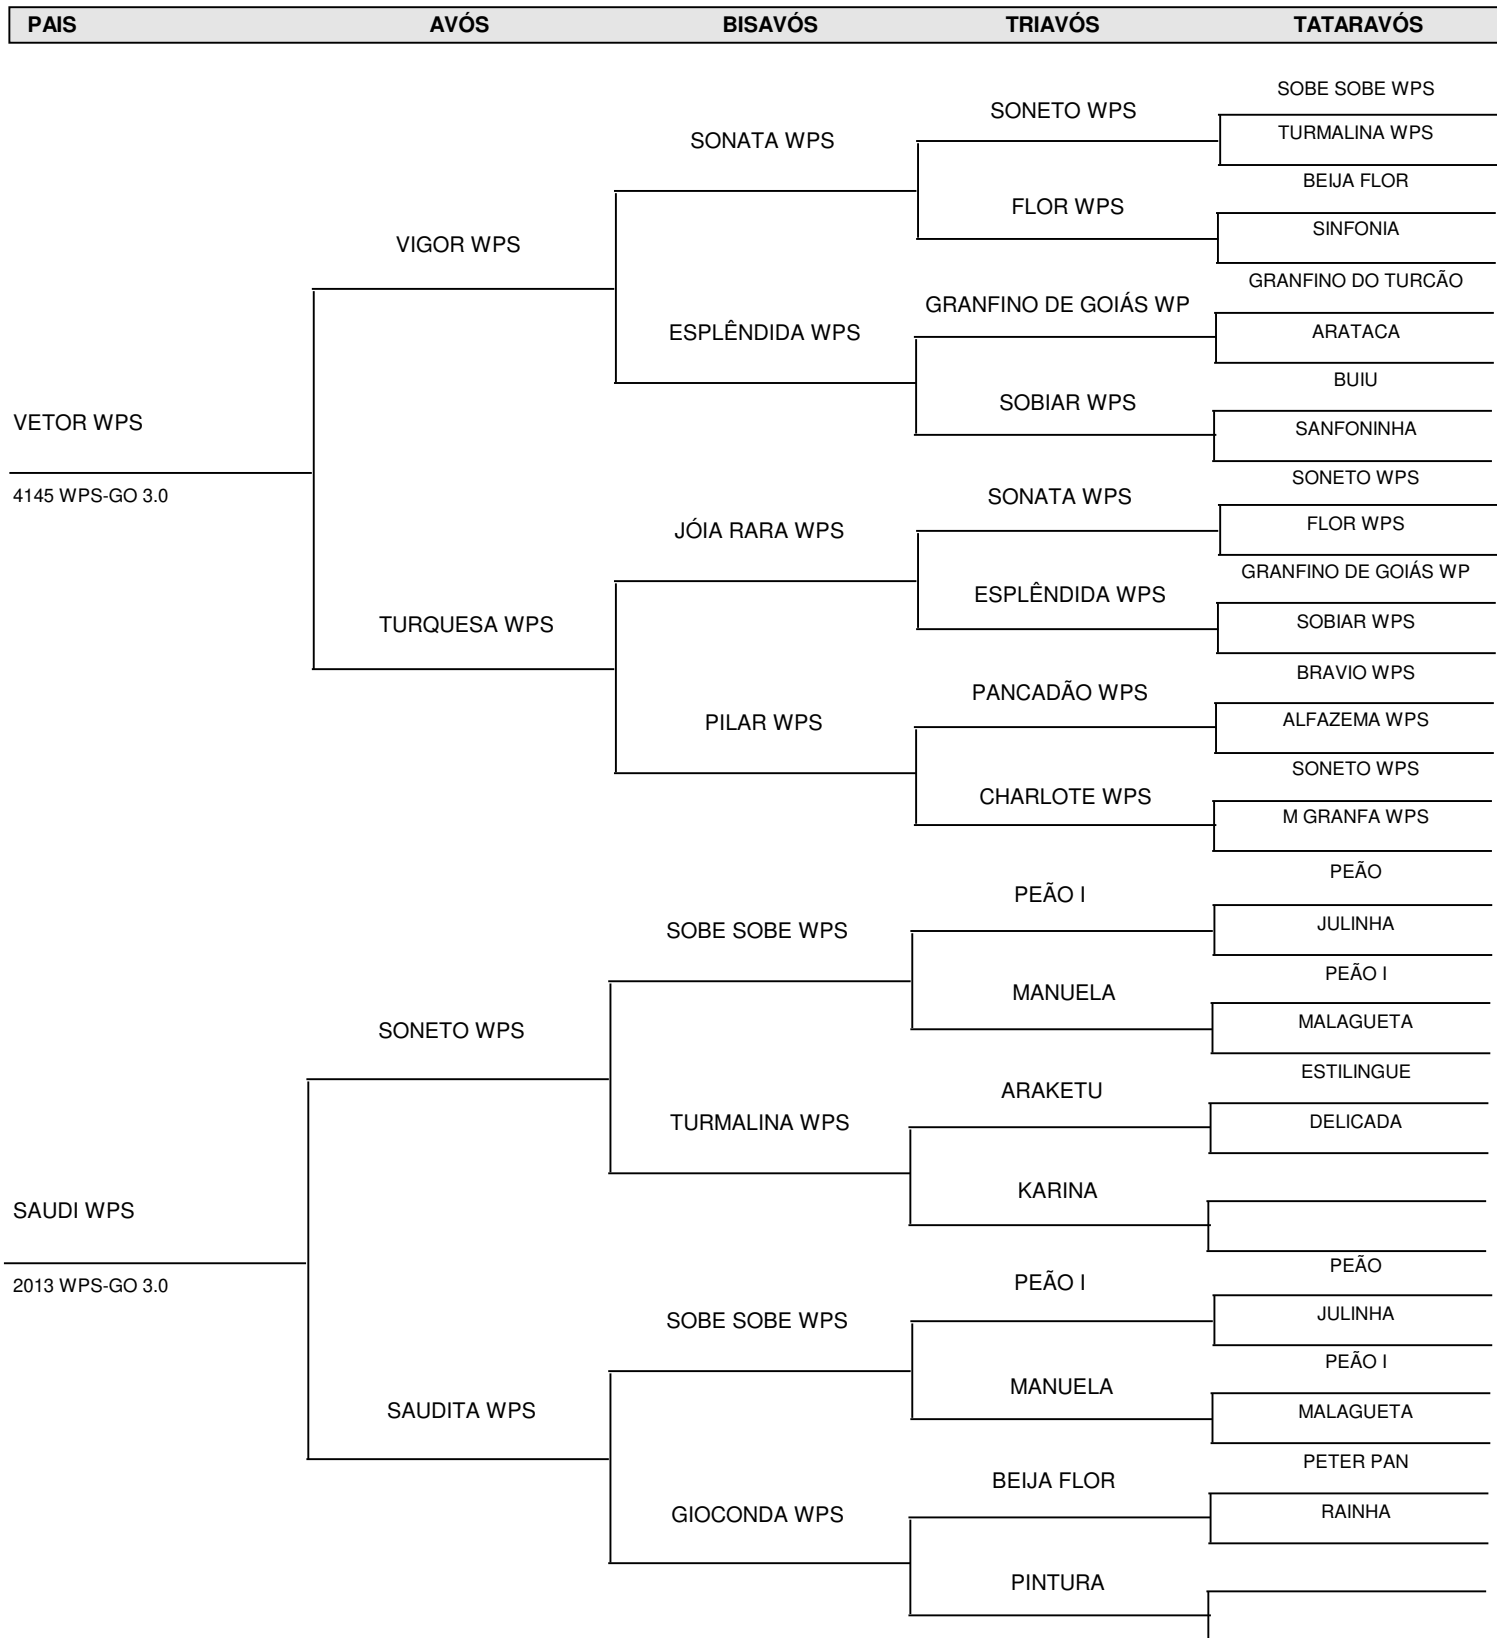 PAIS AVÓS BISAVÓS TRIAVÓS TATARAVÓS
SOBE SOBE WPS
SONETO WPS
TURMALINA WPS
SONATA WPS
BEIJA FLOR
FLOR WPS
SINFONIA
VIGOR WPS
GRANFINO DO TURCÃO
GRANFINO DE GOIÁS WP
ARATACA
ESPLÊNDIDA WPS
BUIU
SOBIAR WPS
SANFONINHA
VETOR WPS
4145 WPS-GO 3.0
SONETO WPS
SONATA WPS
FLOR WPS
JÓIA RARA WPS
GRANFINO DE GOIÁS WP
ESPLÊNDIDA WPS
SOBIAR WPS
TURQUESA WPS
BRAVIO WPS
PANCADÃO WPS
ALFAZEMA WPS
PILAR WPS
SONETO WPS
CHARLOTE WPS
M GRANFA WPS
PEÃO
PEÃO I
JULINHA
SOBE SOBE WPS
PEÃO I
MANUELA
MALAGUETA
SONETO WPS
ESTILINGUE
ARAKETU
DELICADA
TURMALINA WPS
KARINA
SAUDI WPS
2013 WPS-GO 3.0
PEÃO
PEÃO I
JULINHA
SOBE SOBE WPS
PEÃO I
MANUELA
MALAGUETA
SAUDITA WPS
PETER PAN
BEIJA FLOR
RAINHA
GIOCONDA WPS
PINTURA